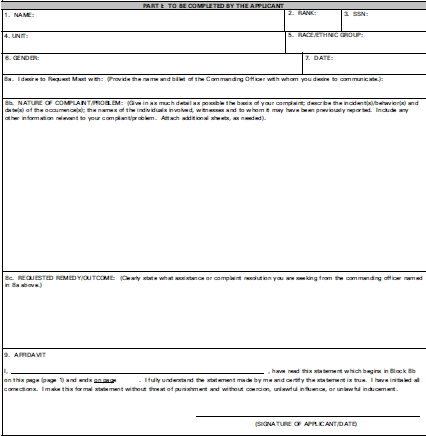 PART I: TO BE COMPLETED BY THE APPLICANT
1. NAME:
2. RANK:
3. SSN:
4. UNIT:
5. RACE/ETHNIC GROUP:
6. GENDER:
7. DATE:
8a. I desire to Request Mast with: (Provide the name and billet of the Commanding Officer with whom you desire to communicate.):
8b. NATURE OF COMPLAINT/PROBLEM: (Give in as much detail as possible the basis of your complaint; describe the incident(s)/behavior(s) and
date(s) of the occurrence(s); the names of the individuals involved, witnesses and to whom it may have been previously reported. Include any
other information relevant to your compliant/problem. Attach additional sheets, as needed).
8c. REQUESTED REMEDY/OUTCOME: (Clearly state what assistance or complaint resolution you are seeking from the commanding officer named
in 8a above.)
9. AFFIDAVIT
I, , have read this statement which begins in Block 8b
on this page (page 1) and ends on page . I fully understand the statement made by me and certify the statement is true. I have initialed all
corrections. I make this formal statement without threat of punishment and without coercion, unlawful influence, or unlawful inducement.
(SIGNATURE OF APPLICANT/DATE)